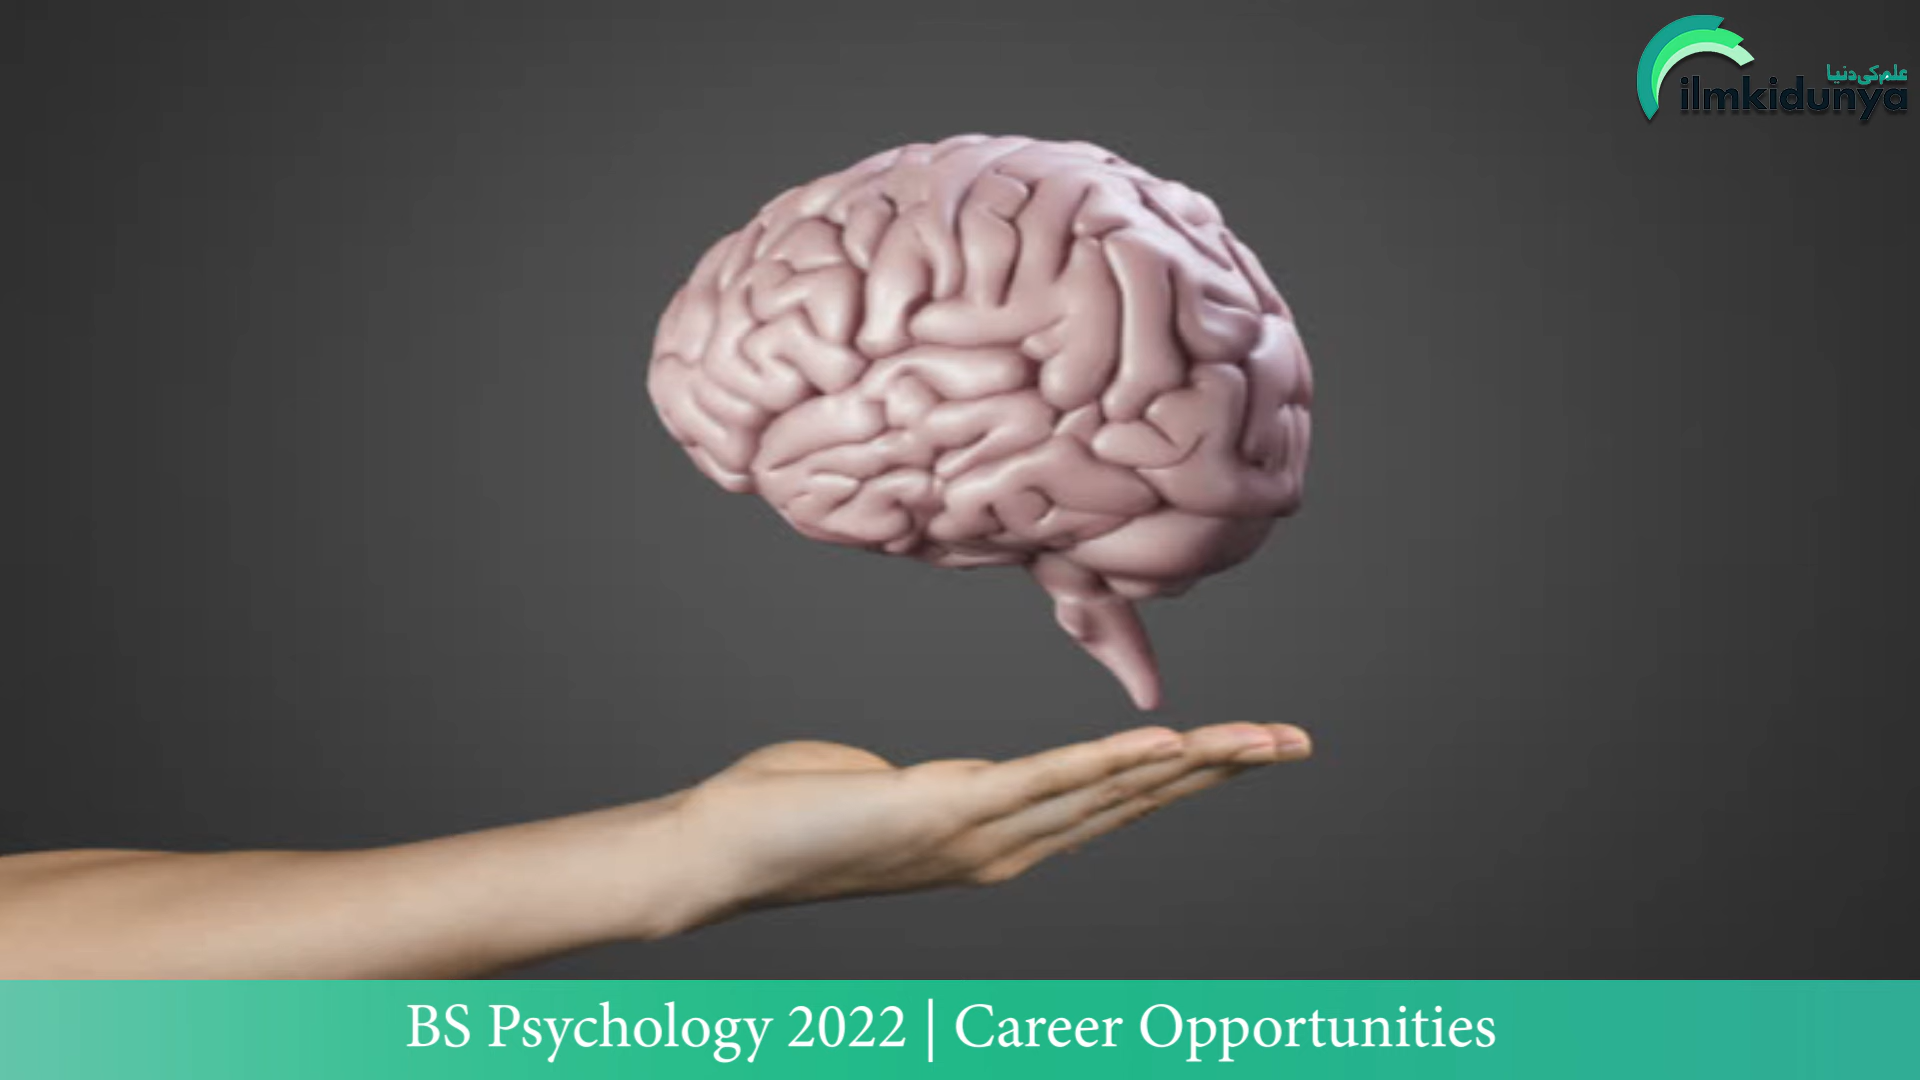 علم کی دنیا
ilmkidunya
BS Psychology 2022 | Career Opportunities